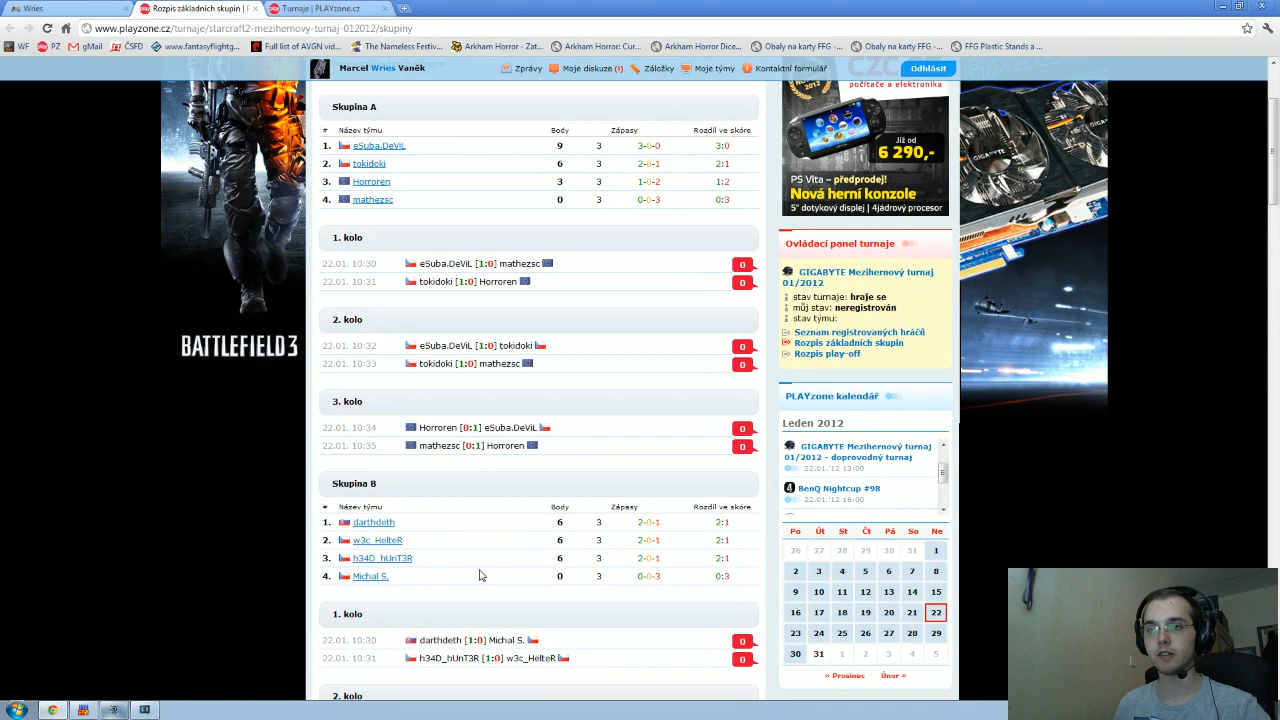 Wries
Rozpis základních skupin |
Turnaje | PLAYzone.cz
www.playzone.cz/turnaje/starcraft2-mezihernovy-turnaj-012012/skupiny
WF PZ gMail ČSFD www.fantasyflightg... Full list of AVGN vid... The Nameless Festiv... Arkham Horror - Zat... Arkham Horror: Cur... Arkham Horror Dice... Obaly na karty FFG -... Obaly na karty FFG -... FFG Plastic Stands a ...
Marcel Wries Vaněk Zprávy Moje diskuze (!) Záložky Moje týmy Kontaktní formulář Odhlásit
počítače a elektronika
Skupina A
# Název týmu Body Zápasy Rozdíl ve skóre
1. eSuba.DeViL 9 3 3-0-0 3:0
2. tokidoki 6 3 2-0-1 2:1
3. Horroren 3 3 1-0-2 1:2
4. mathezsc 0 3 0-0-3 0:3
1. kolo
22.01. 10:30 eSuba.DeViL [1:0] mathezsc 0
22.01. 10:31 tokidoki [1:0] Horroren 0
2. kolo
22.01. 10:32 eSuba.DeViL [1:0] tokidoki 0
22.01. 10:33 tokidoki [1:0] mathezsc 0
3. kolo
22.01. 10:34 Horroren [0:1] eSuba.DeViL 0
22.01. 10:35 mathezsc [0:1] Horroren 0
Skupina B
# Název týmu Body Zápasy Rozdíl ve skóre
1. darthdeth 6 3 2-0-1 2:1
2. w3c_HelteR 6 3 2-0-1 2:1
3. h34D_hUnT3R 6 3 2-0-1 2:1
4. Michal S. 0 3 0-0-3 0:3
1. kolo
22.01. 10:30 darthdeth [1:0] Michal S. 0
22.01. 10:31 h34D_hUnT3R [1:0] w3c_HelteR 0
2. kolo
BATTLEFIELD 3
Již od
6 290,-
PS Vita – předprodej!
Nová herní konzole
5" dotykový displej | 4jádrový procesor
GIGABYTE
Ovládací panel turnaje
GIGABYTE Mezihernový turnaj
01/2012
stav turnaje: hraje se
můj stav: neregistrován
stav týmu:
Seznam registrovaných hráčů
Rozpis základních skupin
Rozpis play-off
PLAYzone kalendář
Leden 2012
GIGABYTE Mezihernový turnaj
01/2012 - doprovodný turnaj
22.01.'12 13:00
BenQ Nightcup #98
22.01.'12 16:00
Po Út St Čt Pá So Ne
26 27 28 29 30 31 1
2 3 4 5 6 7 8
9 10 11 12 13 14 15
16 17 18 19 20 21 22
23 24 25 26 27 28 29
30 31 1 2 3 4 5
« Prosinec Únor »